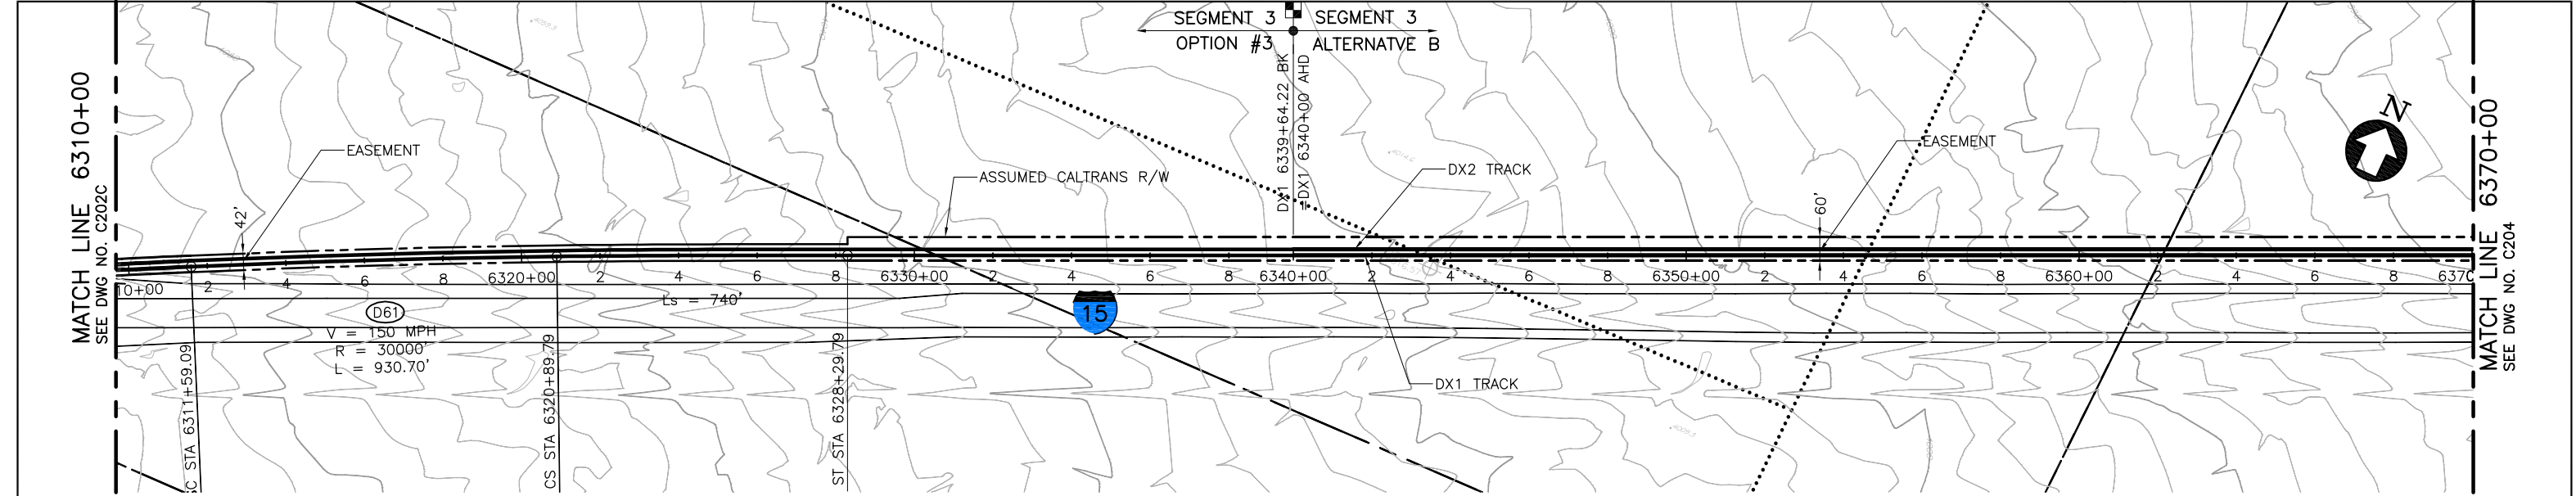 SEGMENT 3
SEGMENT 3
OPTION #3
ALTERNATVE B
DX1 6339+64.22 BK
=DX1 6340+00 AHD
MATCH LINE 6310+00
SEE DWG NO. C202C
EASEMENT
42'
ASSUMED CALTRANS R/W
DX2 TRACK
EASEMENT
60'
N
MATCH LINE 6370+00
SEE DWG NO. C204
10+00 2 4 6 8 6320+00 2 4 6 8 6330+00 2 4 6 8 6340+00 2 4 6 8 6350+00 2 4 6 8 6360+00 2 4 6 8 6370
Ls = 740'
D61
V = 150 MPH
R = 30000'
L = 930.70'
15
DX1 TRACK
SC STA 6311+59.09
CS STA 6320+89.79
ST STA 6328+29.79